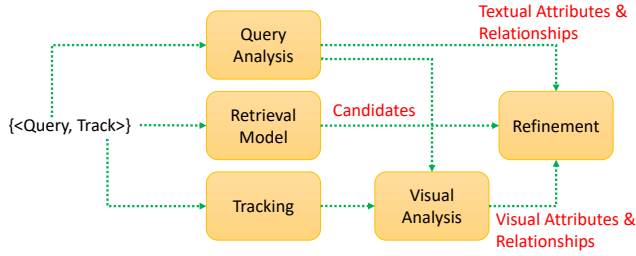 Textual Attributes &
Relationships
Query
Analysis
{<Query, Track>}
Retrieval
Model
Candidates
Refinement
Tracking
Visual
Analysis
Visual Attributes &
Relationships